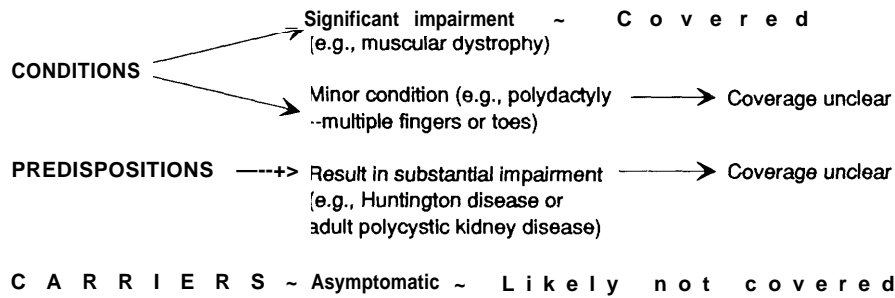 Significant impairment ~ Covered
(e.g., muscular dystrophy)
CONDITIONS
Minor condition (e.g., polydactyly Coverage unclear
--multiple fingers or toes)
PREDISPOSITIONS —--+> Result in substantial impairment Coverage unclear
(e.g., Huntington disease or
adult polycystic kidney disease)
CARRIERS ~ Asymptomatic ~ Likely not covered